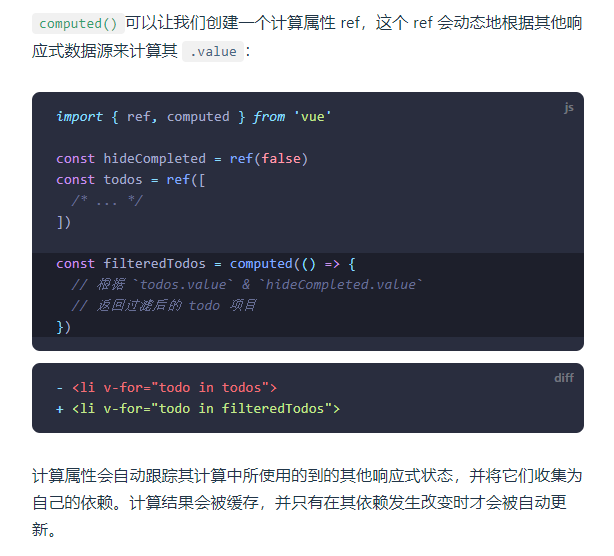 computed() 可以让我们创建一个计算属性 ref，这个 ref 会动态地根据其他响
应式数据源来计算其 .value ：
js
import { ref, computed } from 'vue'
const hideCompleted = ref(false)
const todos = ref([
  /* ... */
])
const filteredTodos = computed(() => {
  // 根据 `todos.value` & `hideCompleted.value`
  // 返回过滤后的 todo 项目
})
diff
- <li v-for="todo in todos">
+ <li v-for="todo in filteredTodos">
计算属性会自动跟踪其计算中所使用的到的其他响应式状态，并将它们收集为
自己的依赖。计算结果会被缓存，并只有在其依赖发生改变时才会被自动更
新。